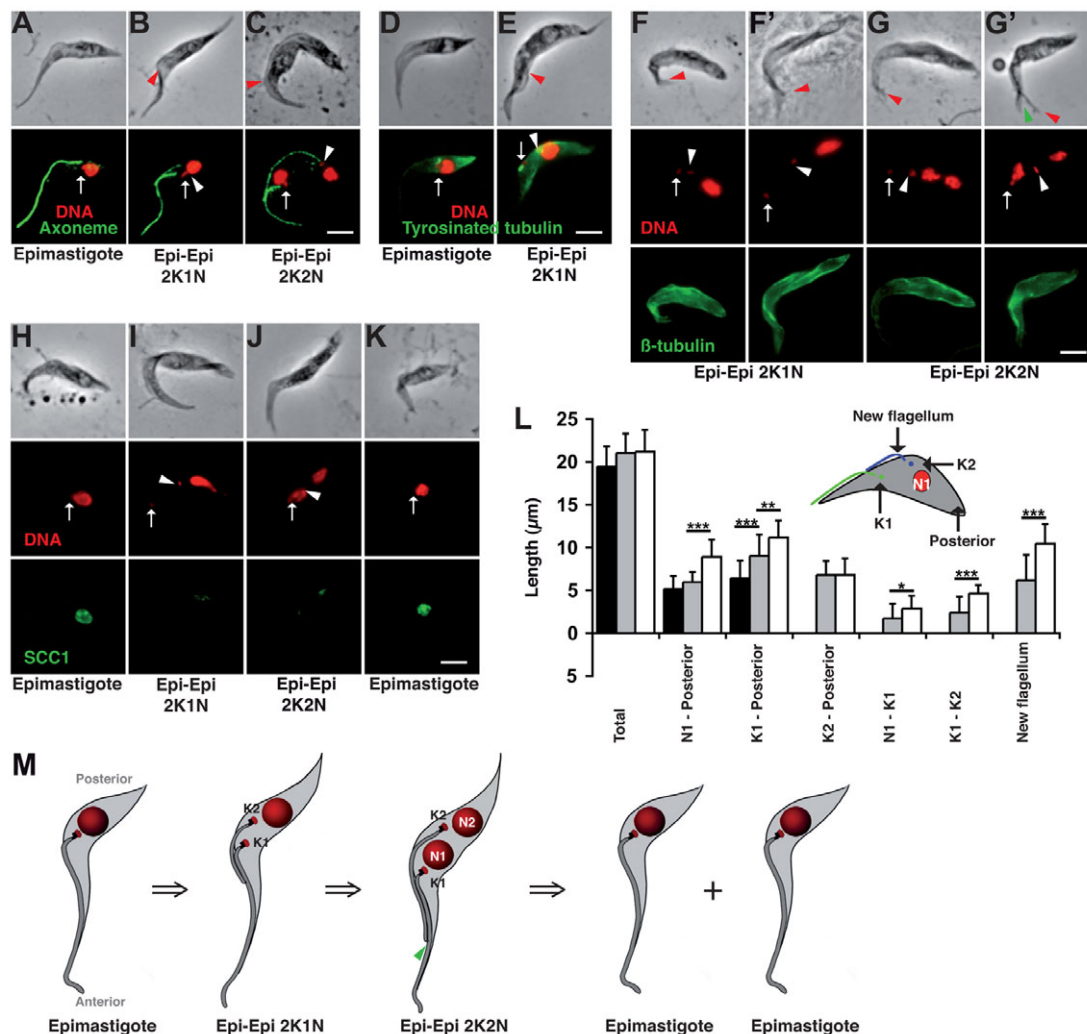 A B C D E F F' G G'
DNA
Axoneme
DNA
Tyrosinated tubulin
DNA
Epimastigote
Epi-Epi
2K1N
Epi-Epi
2K2N
Epimastigote
Epi-Epi
2K1N
ß-tubulin
Epi-Epi 2K1N
Epi-Epi 2K2N
H I J K
DNA
SCC1
Epimastigote
Epi-Epi
2K1N
Epi-Epi
2K2N
Epimastigote
L
Length (µm)
25
20
15
10
5
0
5
***
***
**
*
***
***
New flagellum
K2
N1
K1
Posterior
Total
N1 - Posterior
K1 - Posterior
K2 - Posterior
N1 - K1
K1 - K2
New flagellum
M
Posterior
K2
K1
K2
N2
N1
K1
+
Anterior
Epimastigote
Epi-Epi 2K1N
Epi-Epi 2K2N
Epimastigote
Epimastigote